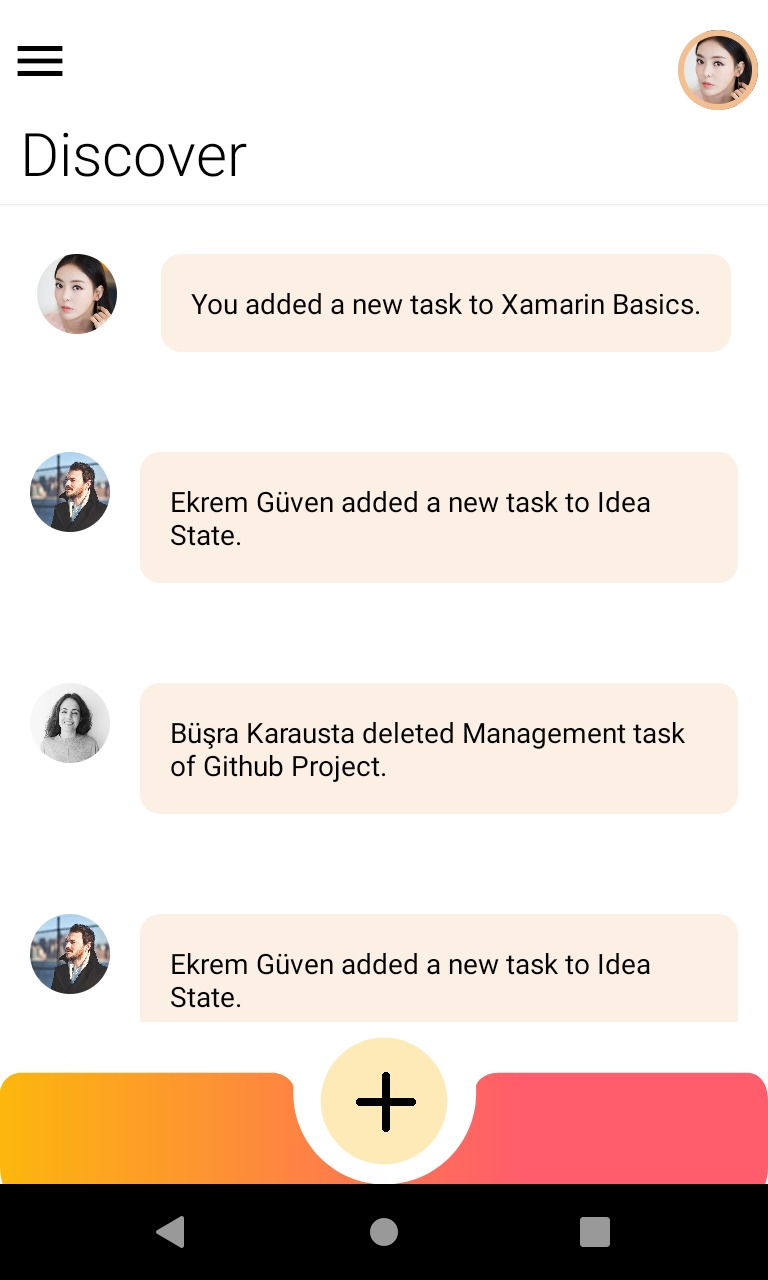 Discover
You added a new task to Xamarin Basics.
Ekrem Güven added a new task to Idea
State.
Büşra Karausta deleted Management task
of Github Project.
Ekrem Güven added a new task to Idea
State.